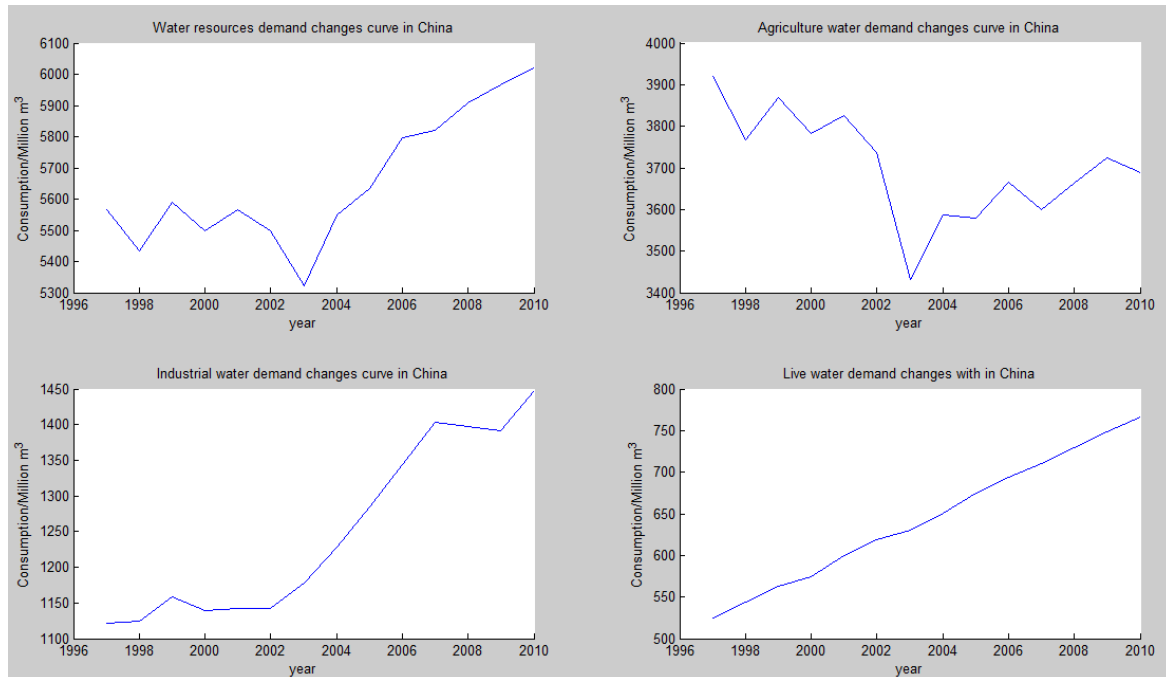 Water resources demand changes curve in China
6100
6000
5900
5800
5700
5600
5500
5400
5300
Consumption/Million m³
1996 1998 2000 2002 2004 2006 2008 2010
year
Agriculture water demand changes curve in China
4000
3900
3800
3700
3600
3500
3400
Consumption/Million m³
1996 1998 2000 2002 2004 2006 2008 2010
year
Industrial water demand changes curve in China
1450
1400
1350
1300
1250
1200
1150
1100
Consumption/Million m³
1996 1998 2000 2002 2004 2006 2008 2010
year
Live water demand changes with in China
800
750
700
650
600
550
500
Consumption/Million m³
1996 1998 2000 2002 2004 2006 2008 2010
year